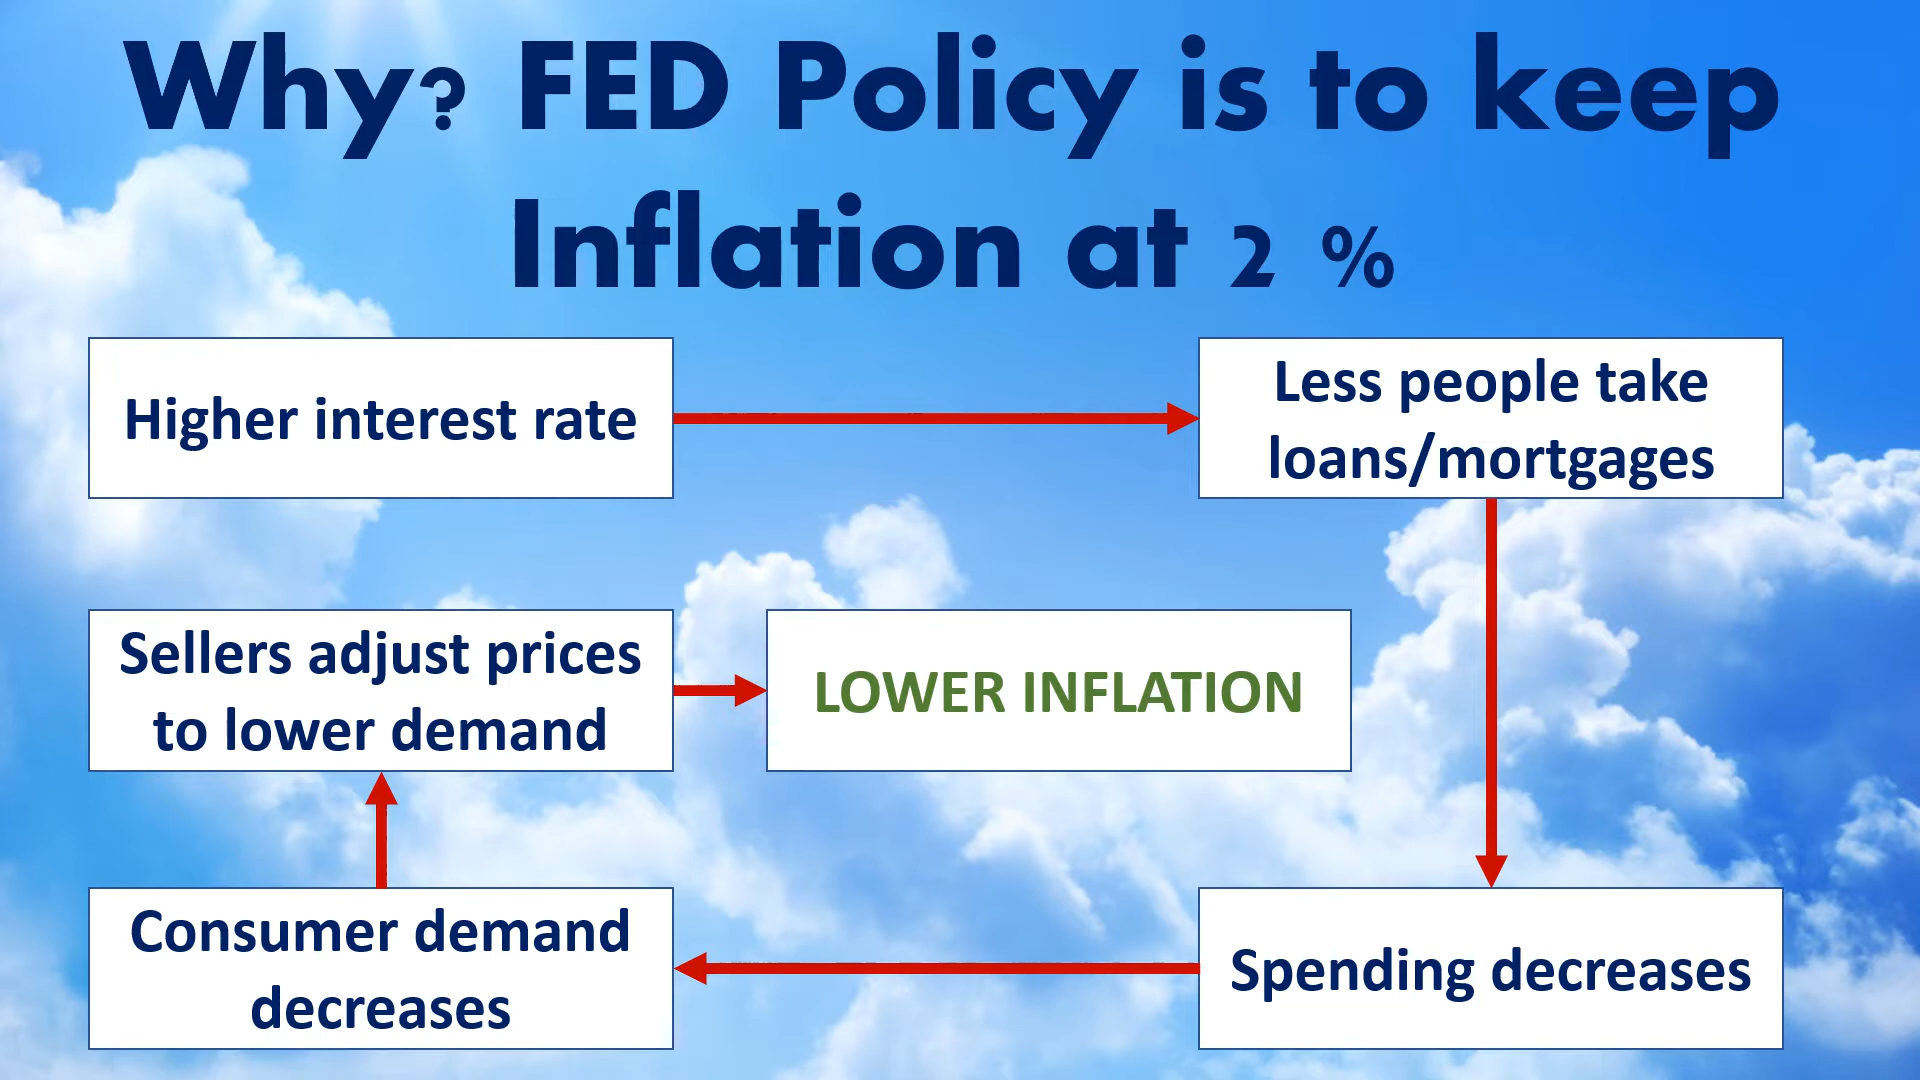 Why? FED Policy is to keep
Inflation at 2 %
Higher interest rate
Less people take
loans/mortgages
Sellers adjust prices
to lower demand
LOWER INFLATION
Consumer demand
decreases
Spending decreases